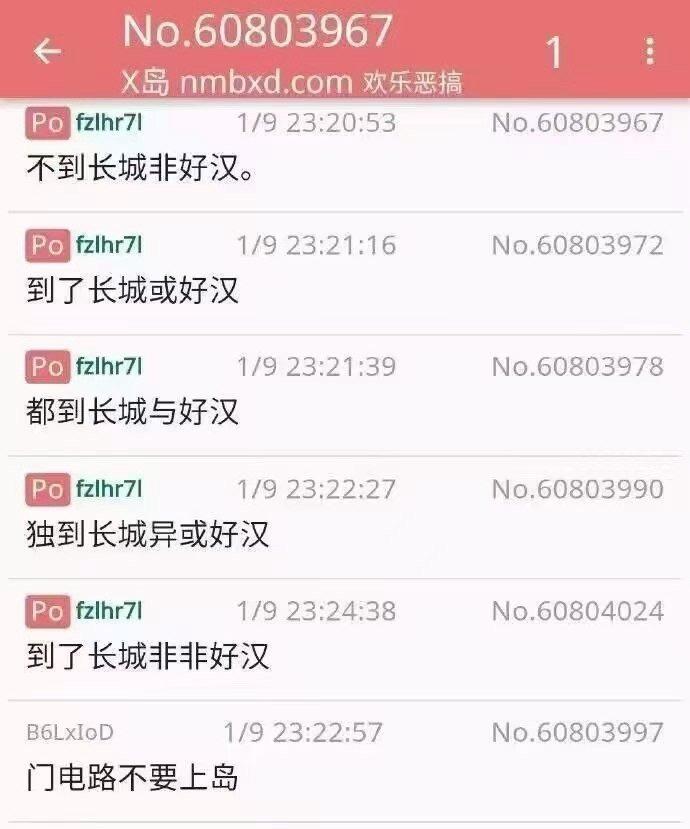 No.60803967
1
X岛 nmbxd.com 欢乐恶搞
Po fzlhr7l 1/9 23:20:53 No.60803967
不到长城非好汉。
Po fzlhr7l 1/9 23:21:16 No.60803972
到了长城或好汉
Po fzlhr7l 1/9 23:21:39 No.60803978
都到长城与好汉
Po fzlhr7l 1/9 23:22:27 No.60803990
独到长城异或好汉
Po fzlhr7l 1/9 23:24:38 No.60804024
到了长城非非好汉
B6LxIoD 1/9 23:22:57 No.60803997
门电路不要上岛